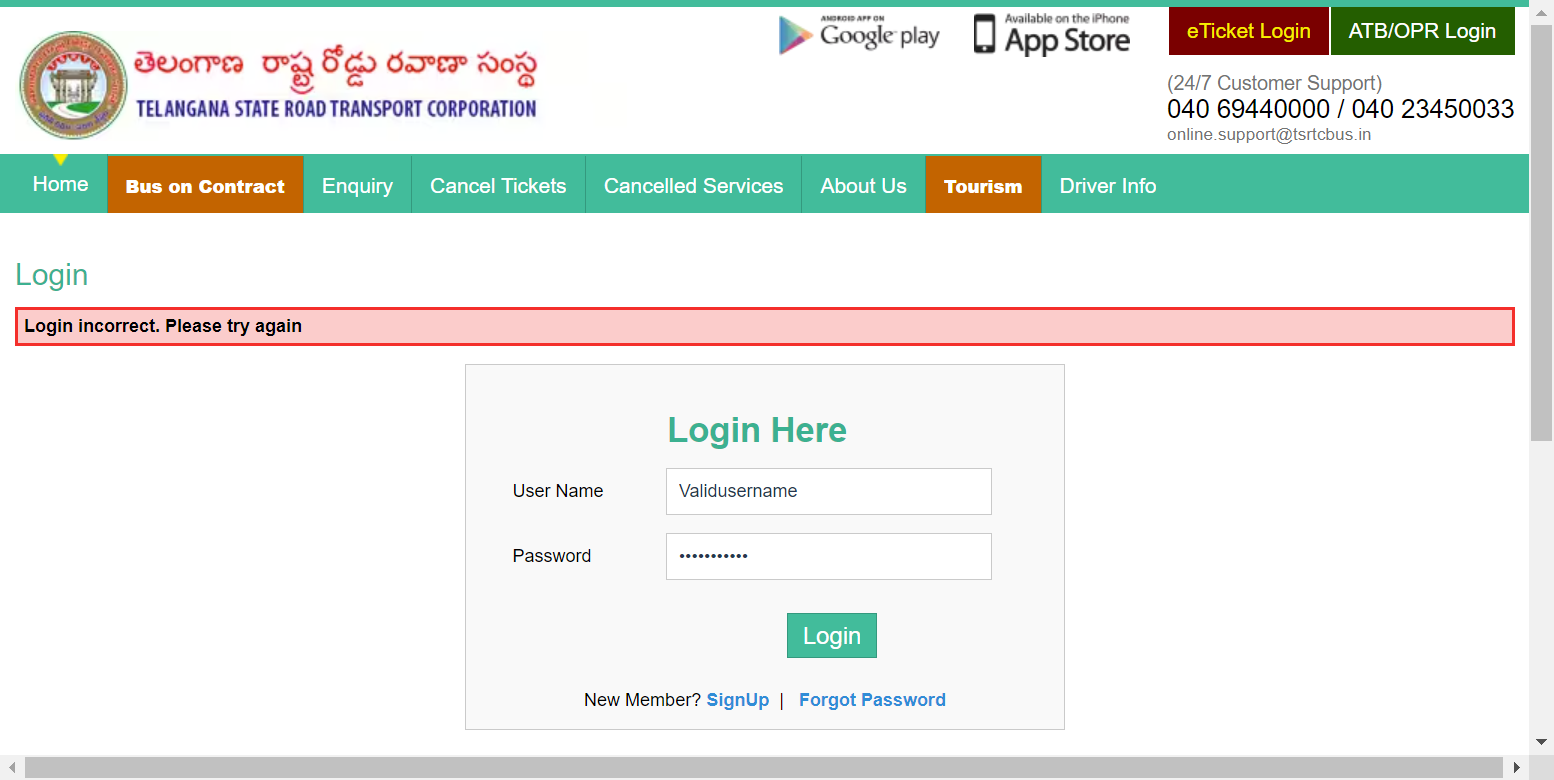 ANDROID APP ON
Google play
Available on the iPhone
App Store
eTicket Login
ATB/OPR Login
తెలంగాణ రాష్ట్ర రోడ్డు రవాణా సంస్థ
TELANGANA STATE ROAD TRANSPORT CORPORATION
(24/7 Customer Support)
040 69440000 / 040 23450033
online.support@tsrtcbus.in
Home
Bus on Contract
Enquiry
Cancel Tickets
Cancelled Services
About Us
Tourism
Driver Info
Login
Login incorrect. Please try again
Login Here
User Name
Validusername
Password
•••••••••••
Login
New Member? SignUp | Forgot Password